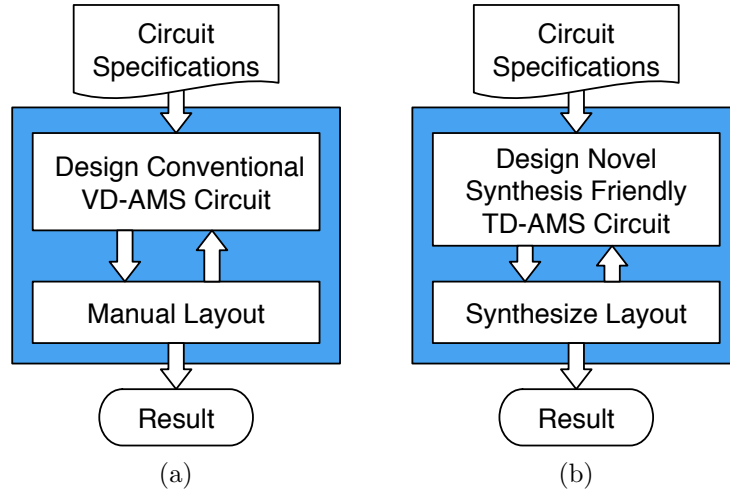 Circuit
Specifications
Design Conventional
VD-AMS Circuit
Manual Layout
Result
(a)
Circuit
Specifications
Design Novel
Synthesis Friendly
TD-AMS Circuit
Synthesize Layout
Result
(b)